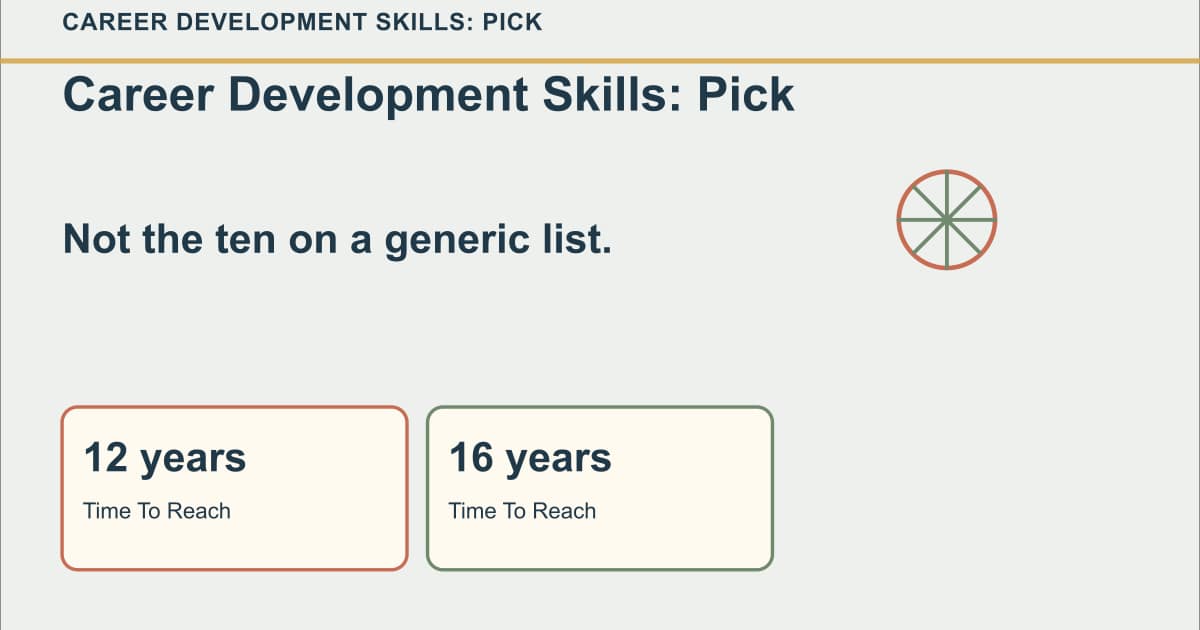 CAREER DEVELOPMENT SKILLS: PICK
Career Development Skills: Pick
Not the ten on a generic list.
12 years
Time To Reach
16 years
Time To Reach